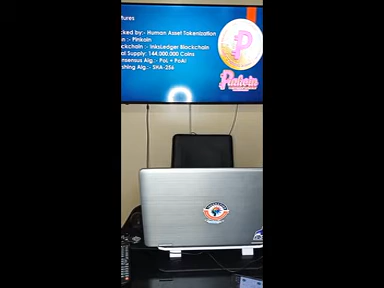 tures
cked by:- Human Asset Tokenization
n :- Pinkoin
ckchain :- InksLedger Blockchain
al Supply: 144,000,000 Coins
nsensus Alg :- PoL + PoAI
shing Alg:- SHA-256
Pinkoin